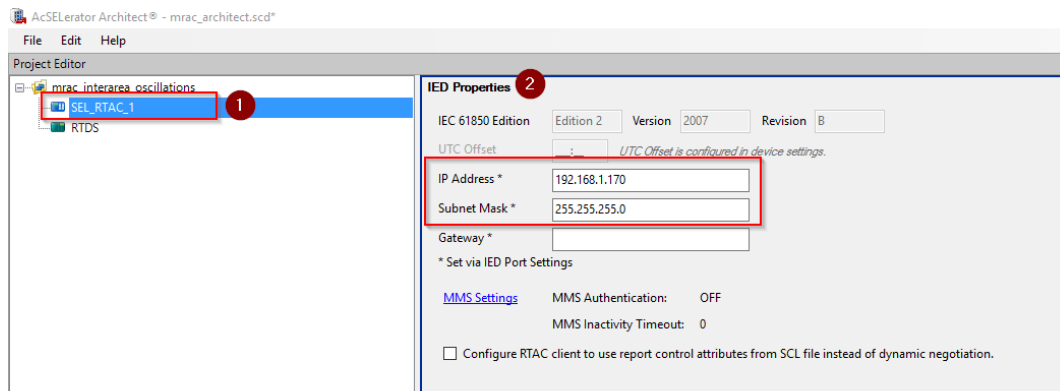 AcSELerator Architect® - mrac_architect.scd*
File Edit Help
Project Editor
mrac_interarea_oscillations
SEL_RTAC_1 1
RTDS
IED Properties 2
IEC 61850 Edition Edition 2 Version 2007 Revision B
UTC Offset __:__ UTC Offset is configured in device settings.
IP Address * 192.168.1.170
Subnet Mask * 255.255.255.0
Gateway *
* Set via IED Port Settings
MMS Settings MMS Authentication: OFF
MMS Inactivity Timeout: 0
Configure RTAC client to use report control attributes from SCL file instead of dynamic negotiation.